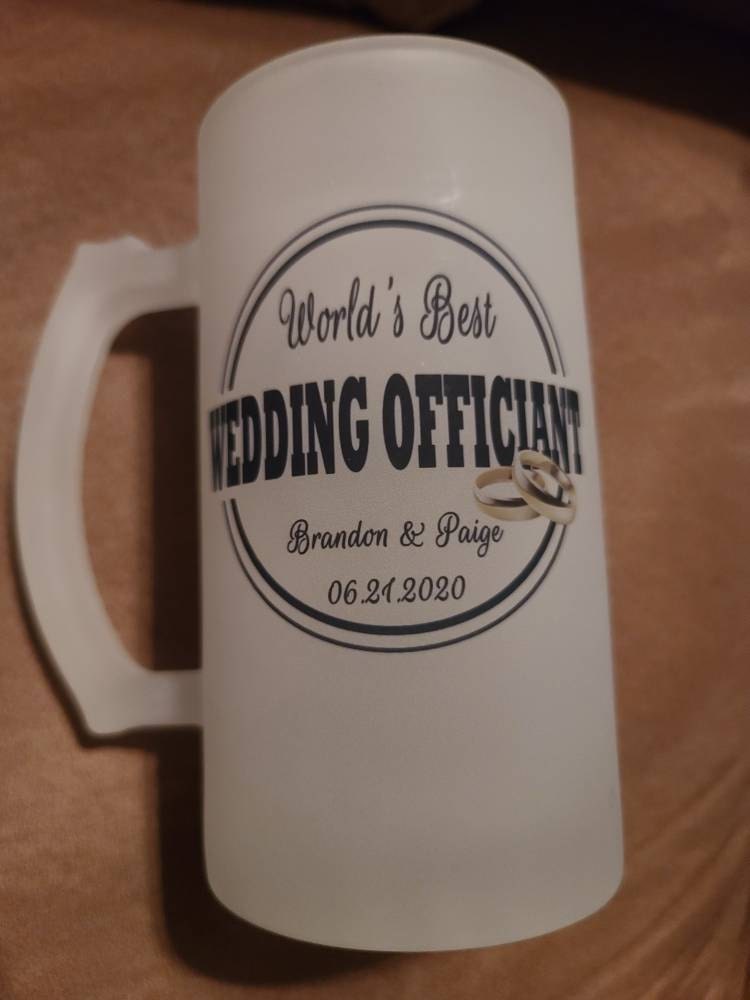 World's Best
WEDDING OFFICIANT
Brandon & Paige
06.21.2020